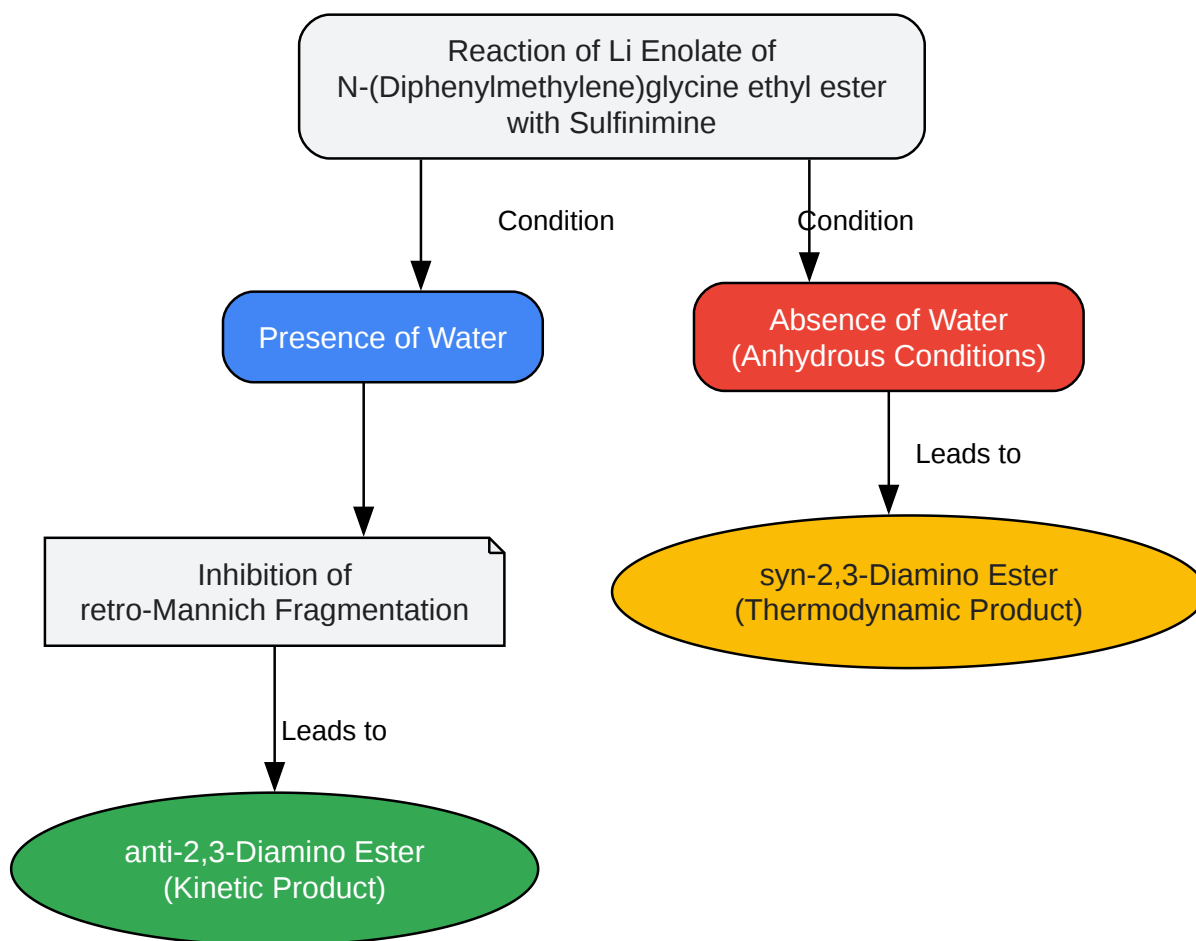 Reaction of Li Enolate of
N-(Diphenylmethylene)glycine ethyl ester
with Sulfinimine
Condition
Condition
Presence of Water
Absence of Water
(Anhydrous Conditions)
Leads to
Inhibition of
retro-Mannich Fragmentation
syn-2,3-Diamino Ester
(Thermodynamic Product)
Leads to
anti-2,3-Diamino Ester
(Kinetic Product)